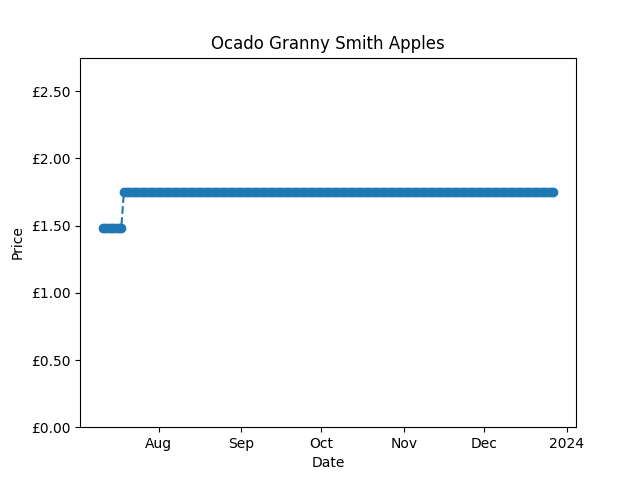 Ocado Granny Smith Apples
£2.50
£2.00
£1.50
£1.00
£0.50
£0.00
Price
Aug Sep Oct Nov Dec 2024
Date